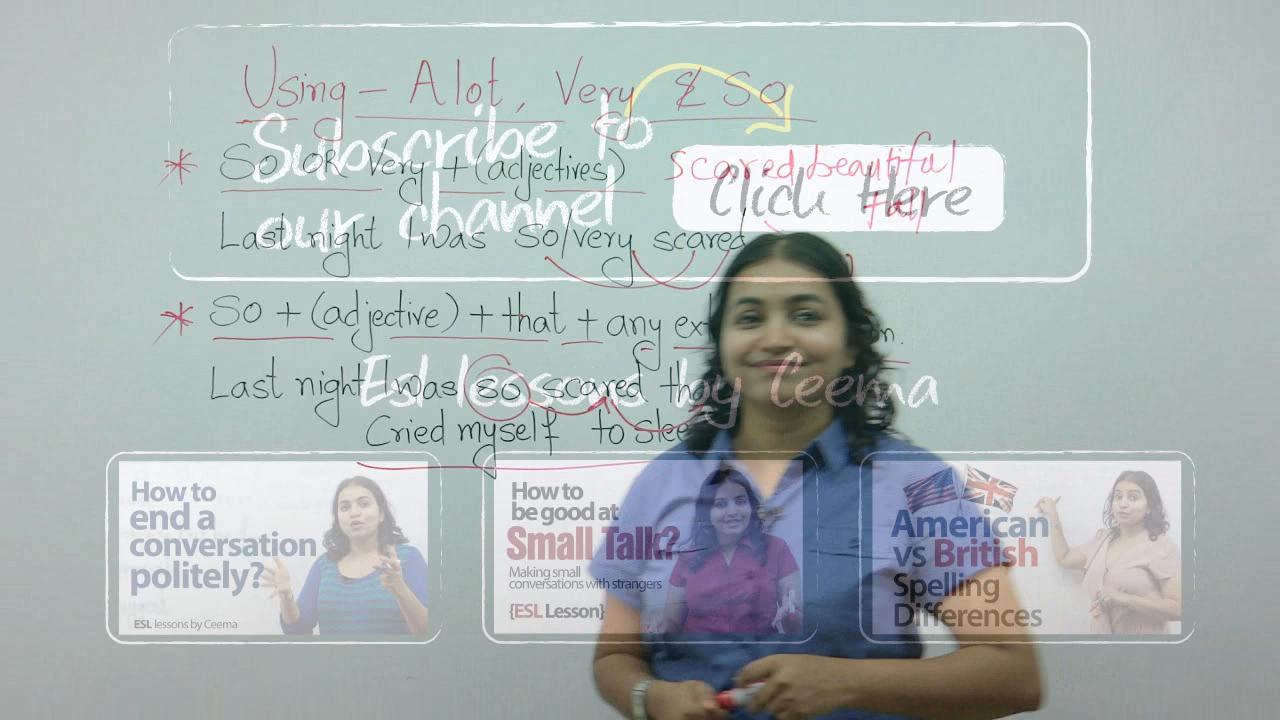 Using - A lot, Very & So
* So OR Very + (adjectives)
scared, beautiful
Last night I was so/very scared
* So + (adjective) + that + any
Last night I was so scared
Cried myself to
Subscribe to
our channel
Click Here
Esl lessons by Ceema
How to
end a
conversation
politely?
ESL lessons by Ceema
How to
be good at
Small Talk?
Making small
conversations with strangers
{ESL Lesson}
American
vs British
Spelling
Differences